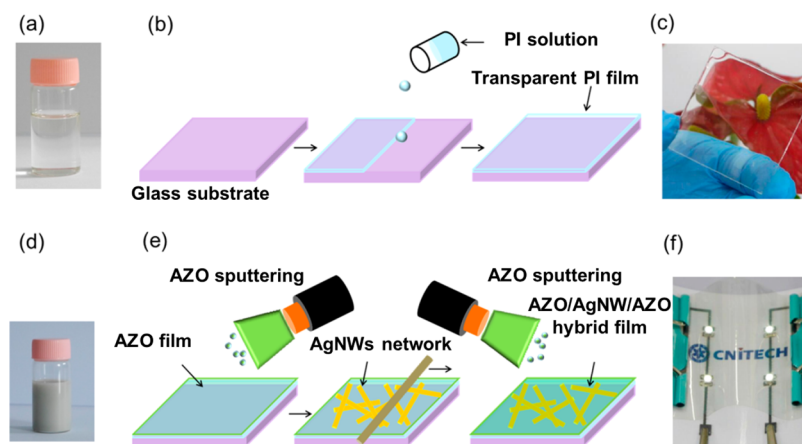 (a)
(b)
PI solution
(c)
Transparent PI film
Glass substrate
(d)
(e)
(f)
AZO sputtering
AZO sputtering
AZO/AgNW/AZO
hybrid film
AZO film
AgNWs network
CNiTECH